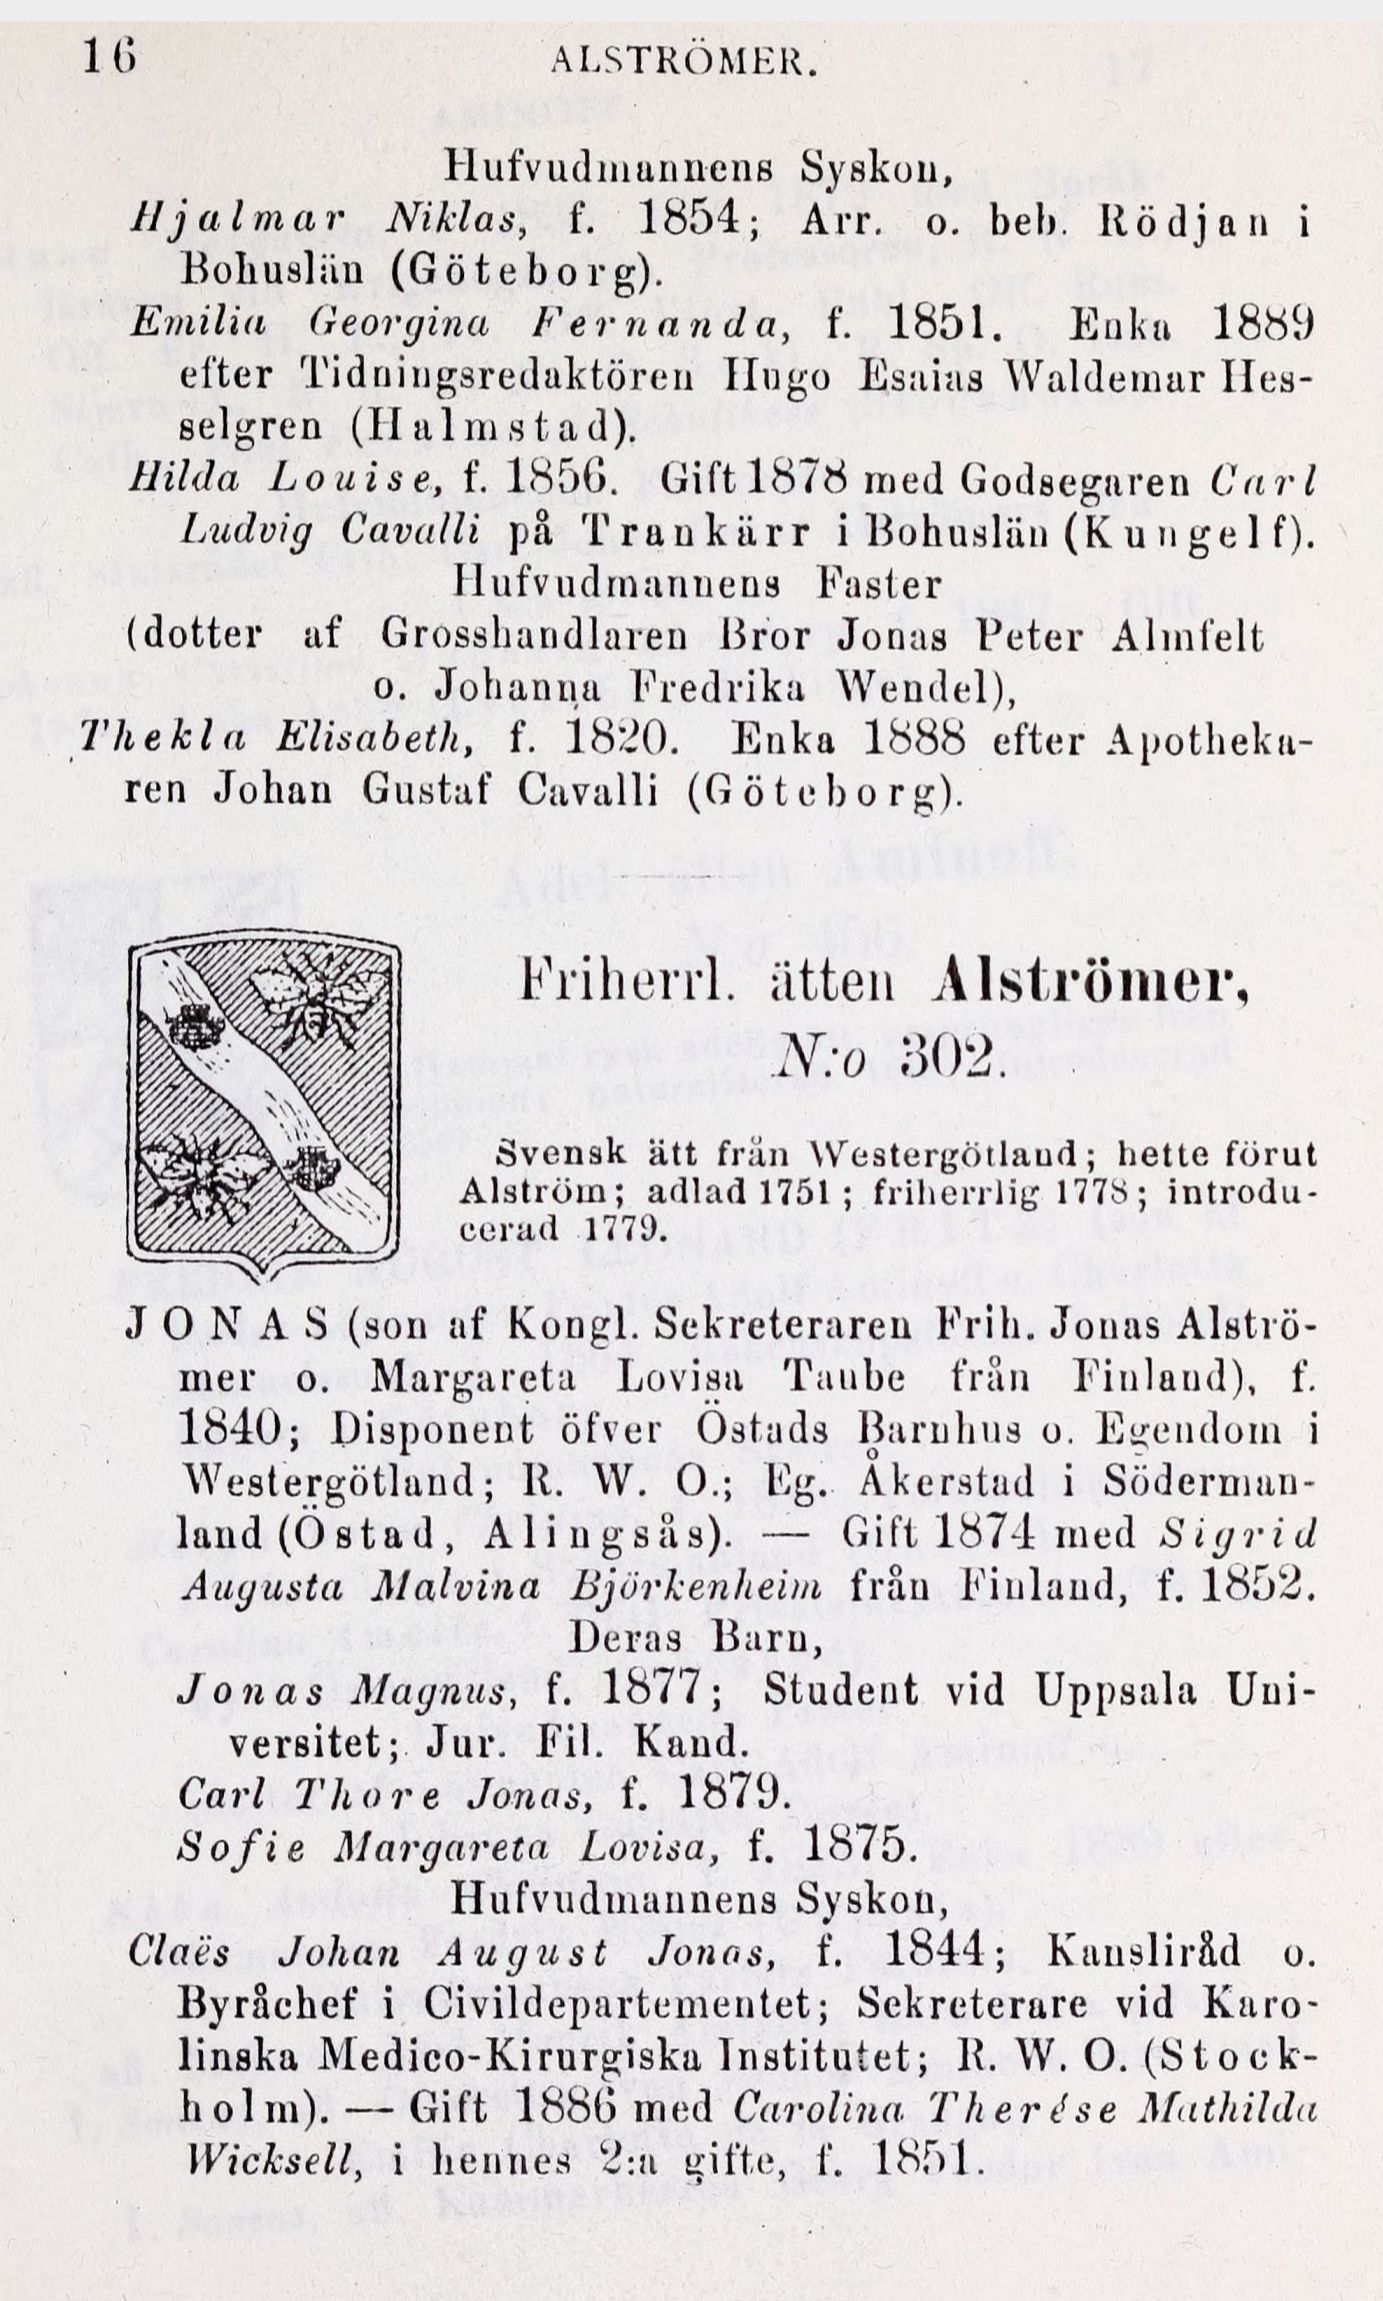 16
ALSTRÖMER.
Hufvudmannens Syskon,
Hjalmar Niklas, f. 1854; Arr. o. beb. Rödjan i
Bohuslän (Göteborg).
Emilia Georgina Fernanda, f. 1851. Enka 1889
efter Tidningsredaktören Hugo Esaias Waldemar Hes-
selgren (Halmstad).
Hilda Louise, f. 1856. Gift 1878 med Godsegaren Carl
Ludvig Cavalli på Trankärr i Bohuslän (Kungelf).
Hufvudmannens Faster
(dotter af Grosshandlaren Bror Jonas Peter Almfelt
o. Johanna Fredrika Wendel),
Thekla Elisabeth, f. 1820. Enka 1888 efter Apotheka-
ren Johan Gustaf Cavalli (Göteborg).
Friherrl. ätten Alströmer,
N:o 302.
Svensk ätt från Westergötland; hette förut
Alström; adlad 1751; friherrlig 1778; introdu-
cerad 1779.
JONAS (son af Kongl. Sekreteraren Frih. Jonas Alströ-
mer o. Margareta Lovisa Taube från Finland), f.
1840; Disponent öfver Östads Barnhus o. Egendom i
Westergötland; R. W. O.; Eg. Åkerstad i Söderman-
land (Östad, Alingsås). — Gift 1874 med Sigrid
Augusta Malvina Björkenheim från Finland, f. 1852.
Deras Barn,
Jonas Magnus, f. 1877; Student vid Uppsala Uni-
versitet; Jur. Fil. Kand.
Carl Thore Jonas, f. 1879.
Sofie Margareta Lovisa, f. 1875.
Hufvudmannens Syskon,
Claës Johan August Jonas, f. 1844; Kansliråd o.
Byråchef i Civildepartementet; Sekreterare vid Karo-
linska Medico-Kirurgiska Institutet; R. W. O. (Stock-
holm). — Gift 1886 med Carolina Therése Mathilda
Wicksell, i hennes 2:a gifte, f. 1851.